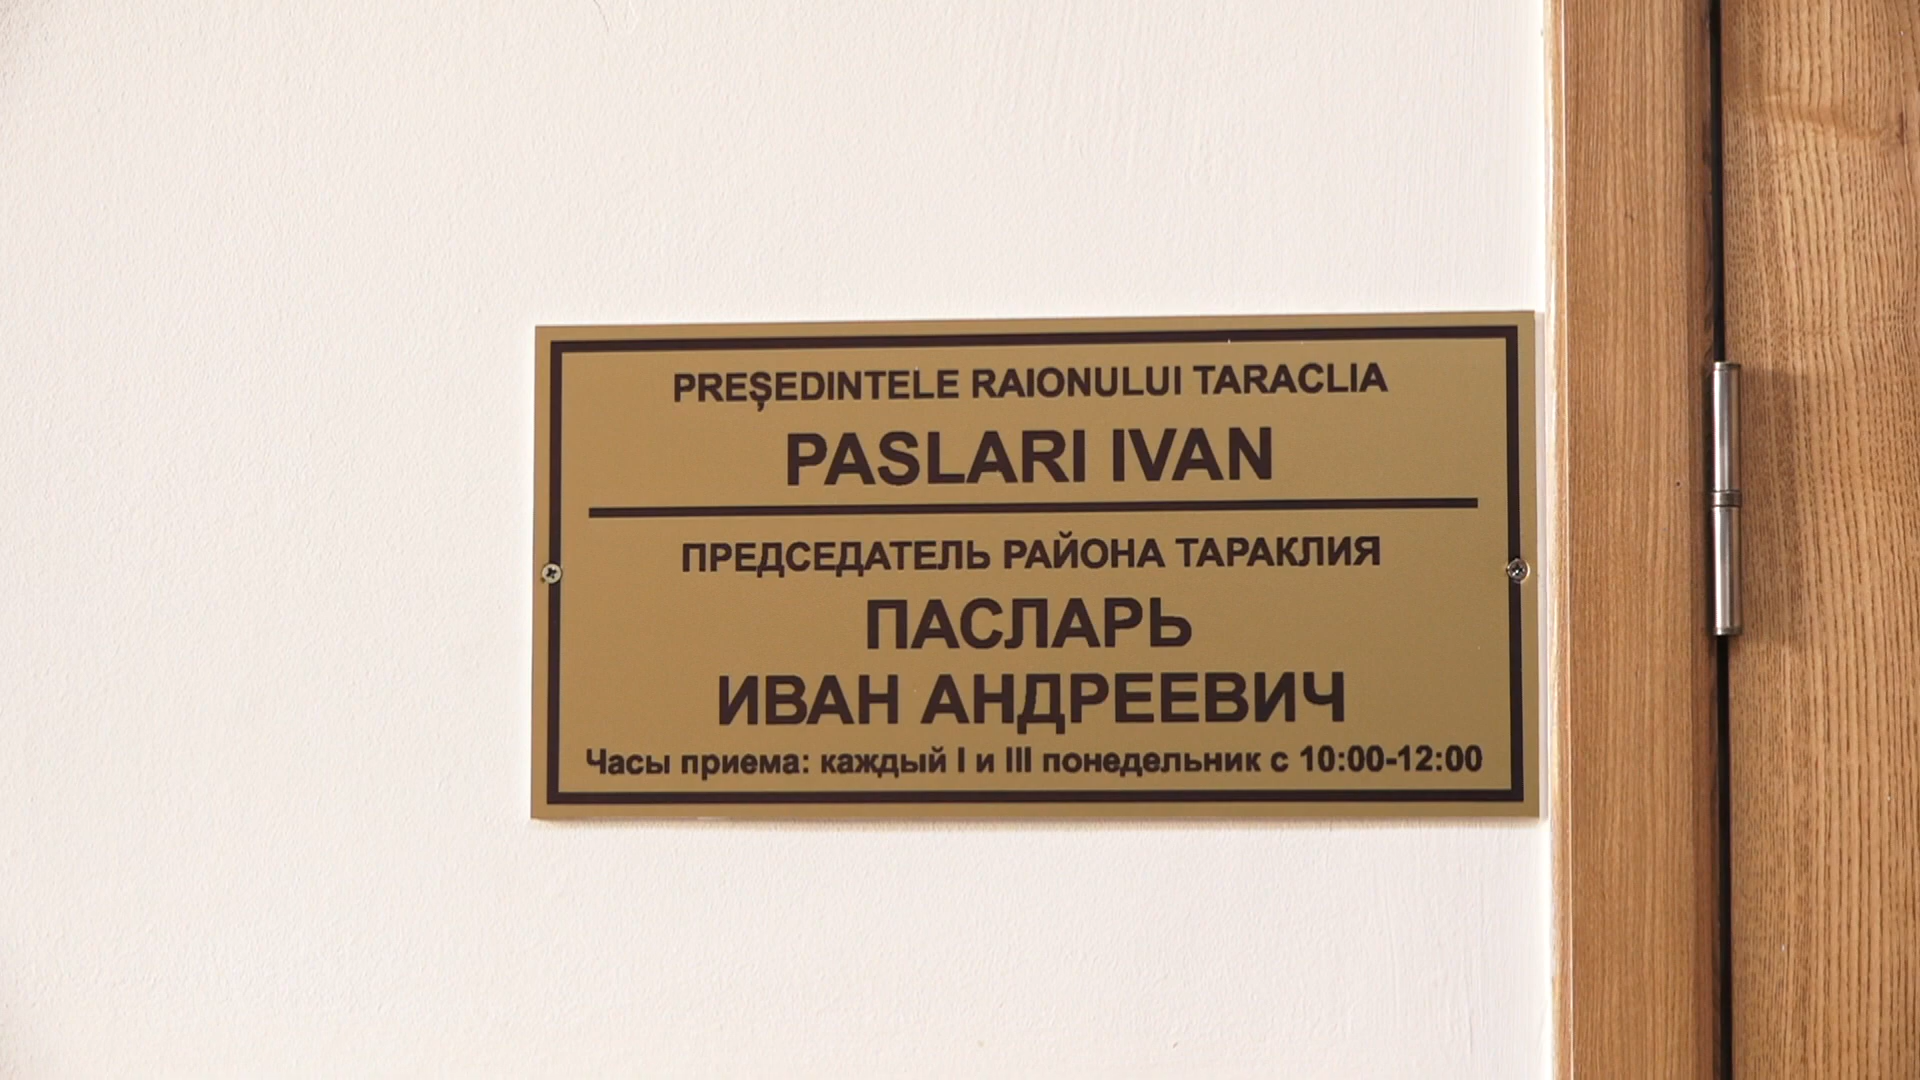 PREȘEDINTELE RAIONULUI TARACLIA
PASLARI IVAN
ПРЕДСЕДАТЕЛЬ РАЙОНА ТАРАКЛИЯ
ПАСЛАРЬ
ИВАН АНДРЕЕВИЧ
Часы приема: каждый I и III понедельник с 10:00-12:00